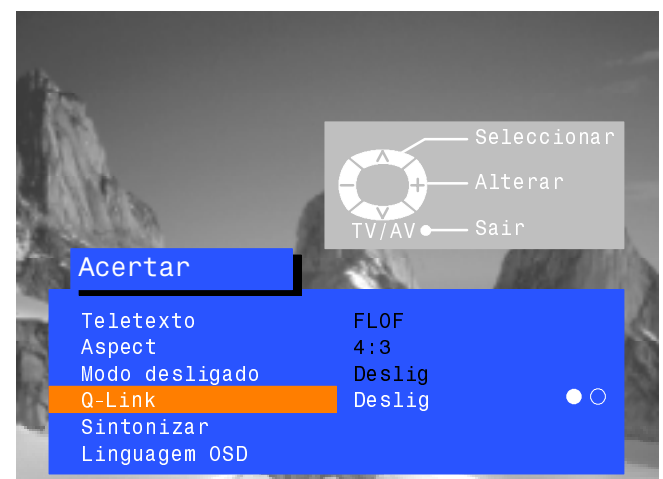 Seleccionar
Alterar
TV/AV Sair
Acertar
Teletexto FLOF
Aspect 4:3
Modo desligado Deslig
Q-Link Deslig
Sintonizar
Linguagem OSD